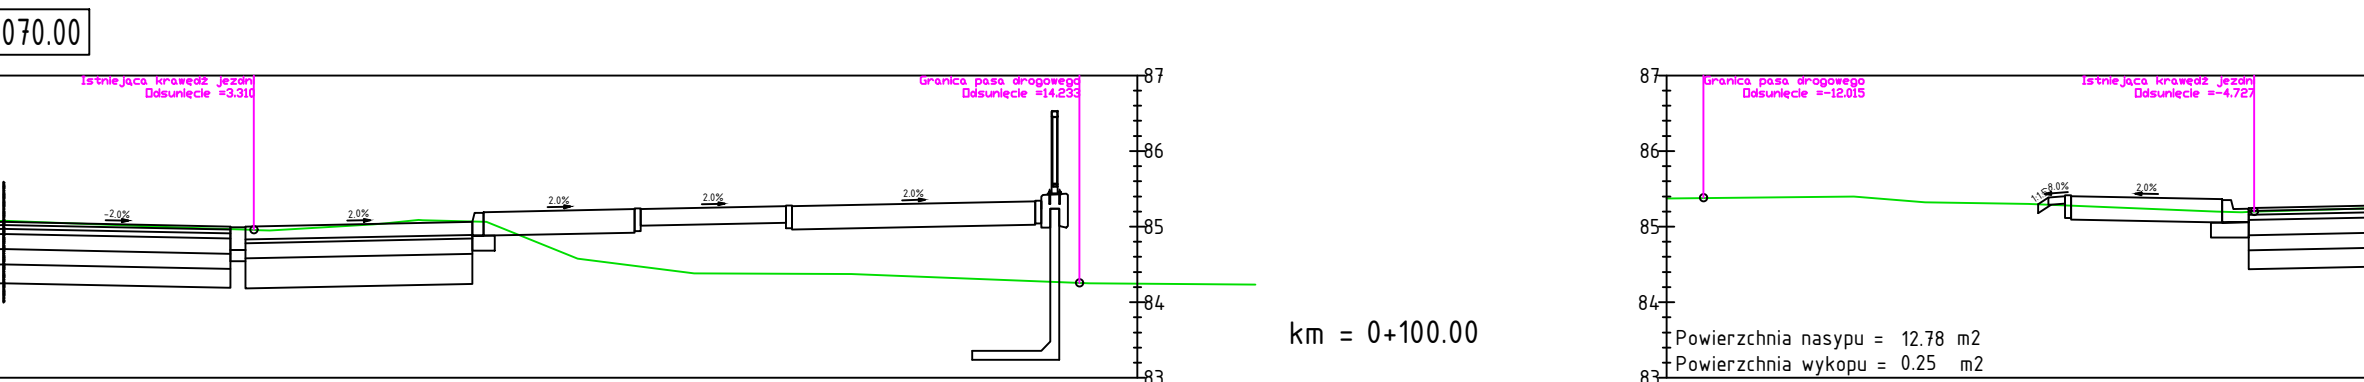 070.00
Istniejąca krawędź jezdni
Odsunięcie =3.310
Granica pasa drogowego
Odsunięcie =14.233
87
86
85
84
83
-2.0%
2.0%
2.0%
2.0%
2.0%
km = 0+100.00
87
86
85
84
83
Granica pasa drogowego
Odsunięcie =-12.015
Istniejąca krawędź jezdni
Odsunięcie =-4.727
8.0%
2.0%
Powierzchnia nasypu = 12.78 m2
Powierzchnia wykopu = 0.25 m2